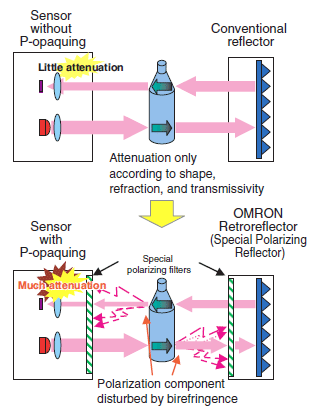 Sensor
without
P-opaquing
Conventional
reflector
Little attenuation
Attenuation only
according to shape,
refraction, and transmissivity
Sensor
with
P-opaquing
OMRON
Retroreflector
(Special Polarizing
Reflector)
Special
polarizing filters
Much attenuation
Polarization component
disturbed by birefringence